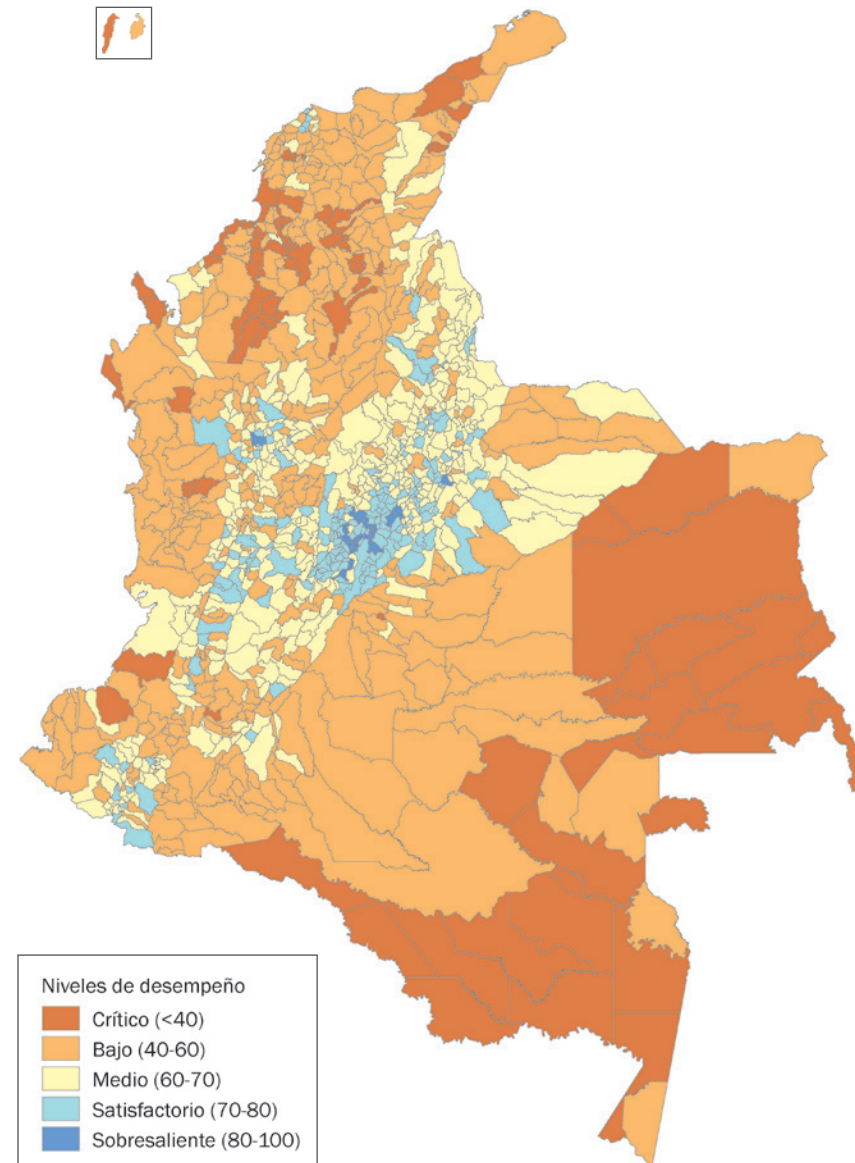 Niveles de desempeño
Crítico (<40)
Bajo (40-60)
Medio (60-70)
Satisfactorio (70-80)
Sobresaliente (80-100)